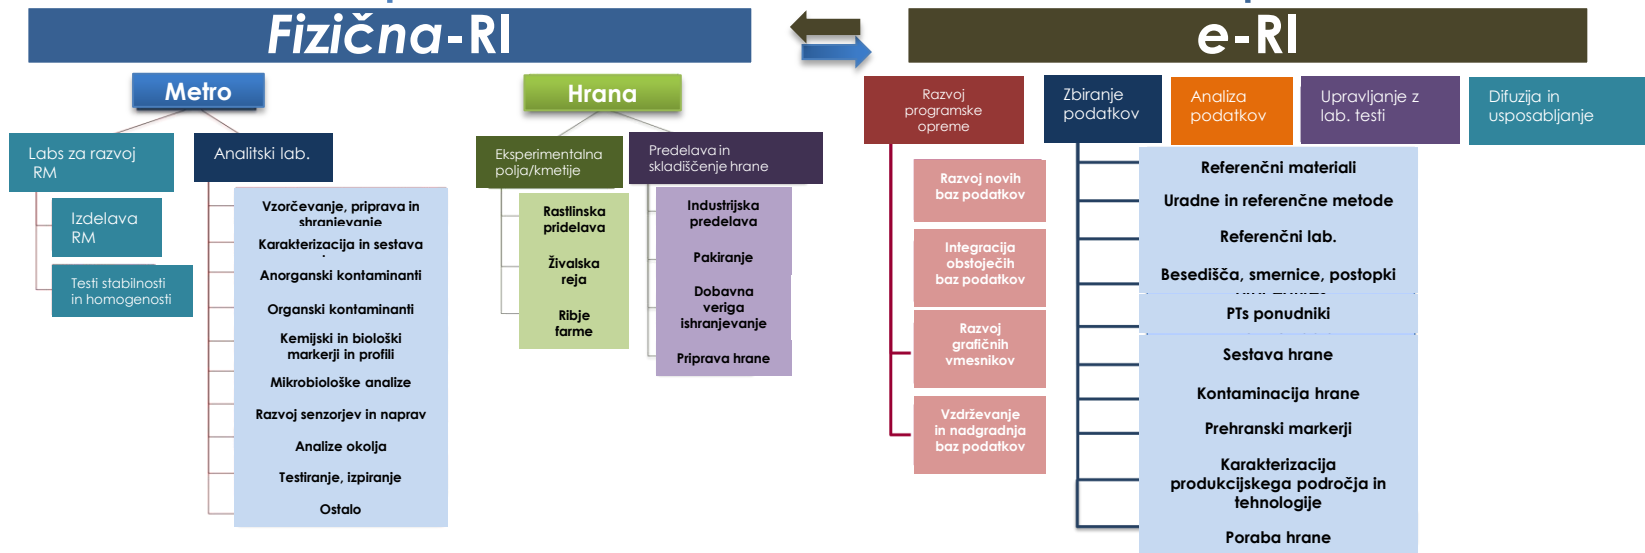 Fizična-RI
e-RI
Metro
Hrana
Labs za razvoj
RM
Izdelava
RM
Testi stabilnosti
in homogenosti
Analitski lab.
Vzorčevanje, priprava in
shranjevanje
Karakterizacija in sestava
Anorganski kontaminanti
Organski kontaminanti
Kemijski in biološki
markerji in profili
Mikrobiološke analize
Razvoj senzorjev in naprav
Analize okolja
Testiranje, izpiranje
Ostalo
Eksperimentalna
polja/kmetije
Rastlinska
pridelava
Živalska
reja
Ribje
farme
Predelava in
skladiščenje hrane
Industrijska
predelava
Pakiranje
Dobavna
veriga
ishranjevanje
Priprava hrane
Razvoj
programske
opreme
Razvoj novih
baz podatkov
Integracija
obstoječih
baz podatkov
Razvoj
grafičnih
vmesnikov
Vzdrževanje
in nadgradnja
baz podatkov
Zbiranje
podatkov
Analiza
podatkov
Upravljanje z
lab. testi
Difuzija in
usposabljanje
Referenčni materiali
Uradne in referenčne metode
Referenčni lab.
Besedišča, smernice, postopki
PTs ponudniki
Sestava hrane
Kontaminacija hrane
Prehranski markerji
Karakterizacija
produkcijskega področja in
tehnologije
Poraba hrane